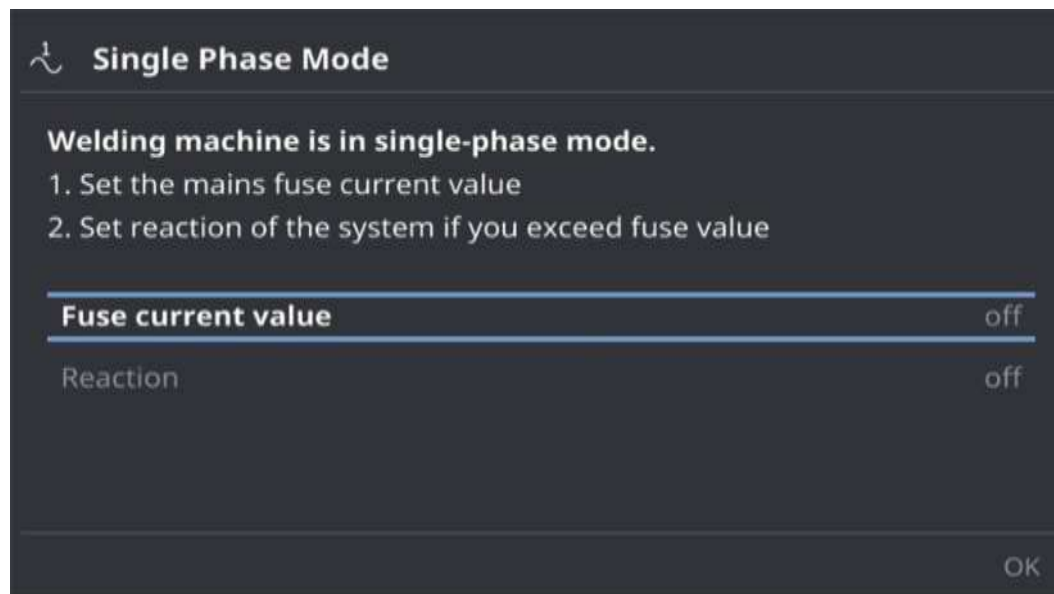 1
Single Phase Mode
Welding machine is in single-phase mode.
1. Set the mains fuse current value
2. Set reaction of the system if you exceed fuse value
Fuse current value off
Reaction off
OK